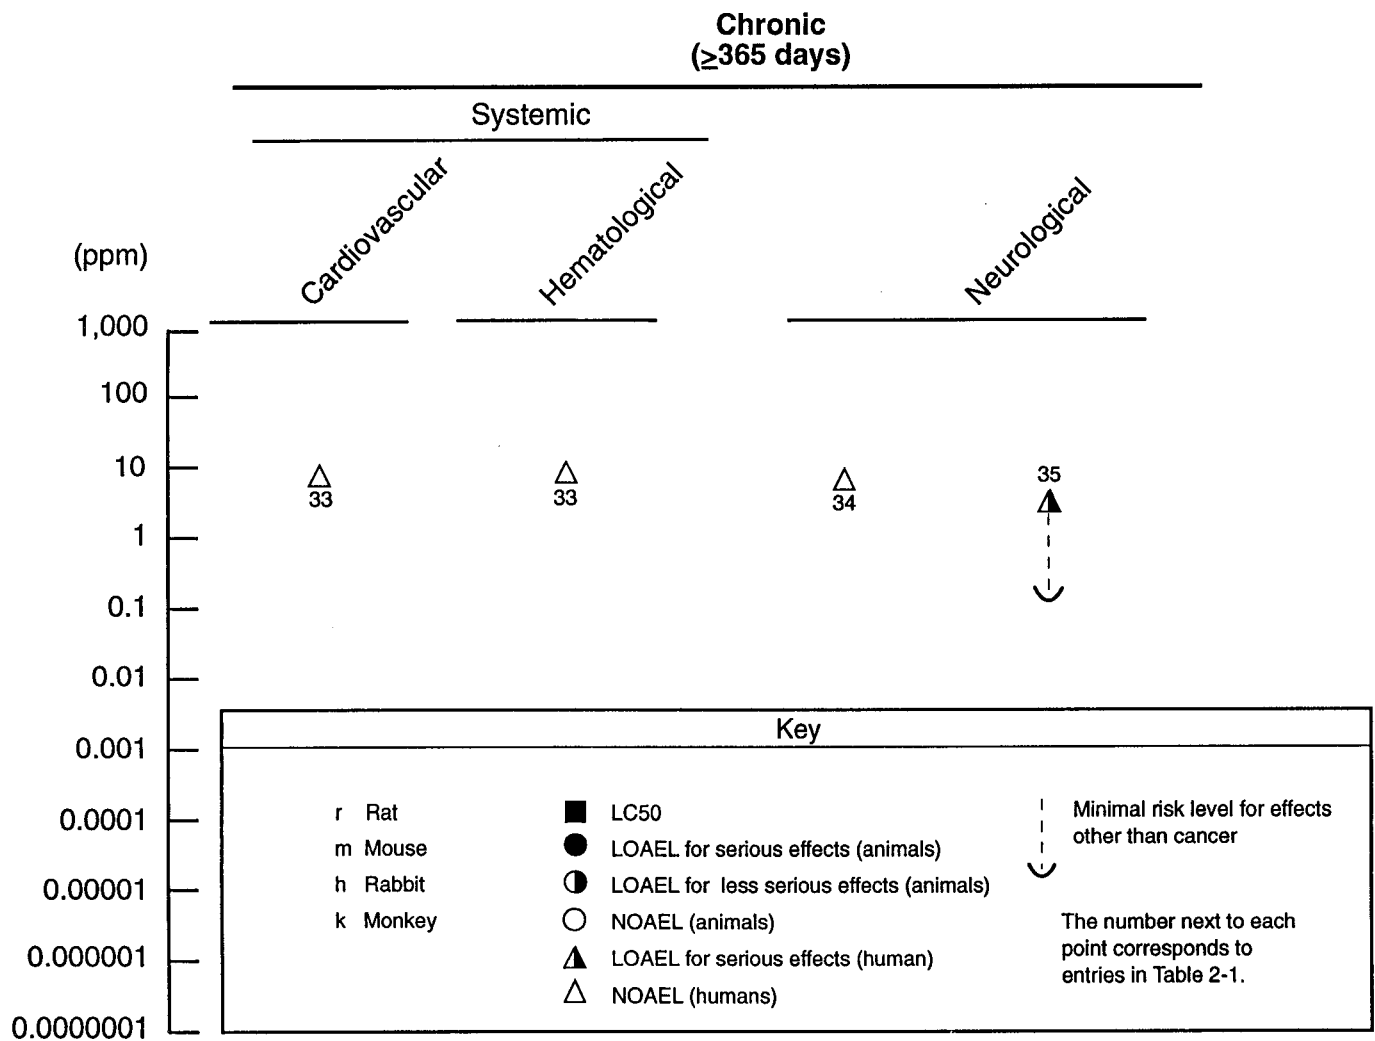 Chronic
(≥365 days)
Systemic
Cardiovascular
Hematological
Neurological
(ppm)
1,000
100
10
1
0.1
0.01
0.001
0.0001
0.00001
0.000001
0.0000001
33
33
34
35
Key
r Rat
m Mouse
h Rabbit
k Monkey
LC50
LOAEL for serious effects (animals)
LOAEL for less serious effects (animals)
NOAEL (animals)
LOAEL for serious effects (human)
NOAEL (humans)
Minimal risk level for effects
other than cancer
The number next to each
point corresponds to
entries in Table 2-1.